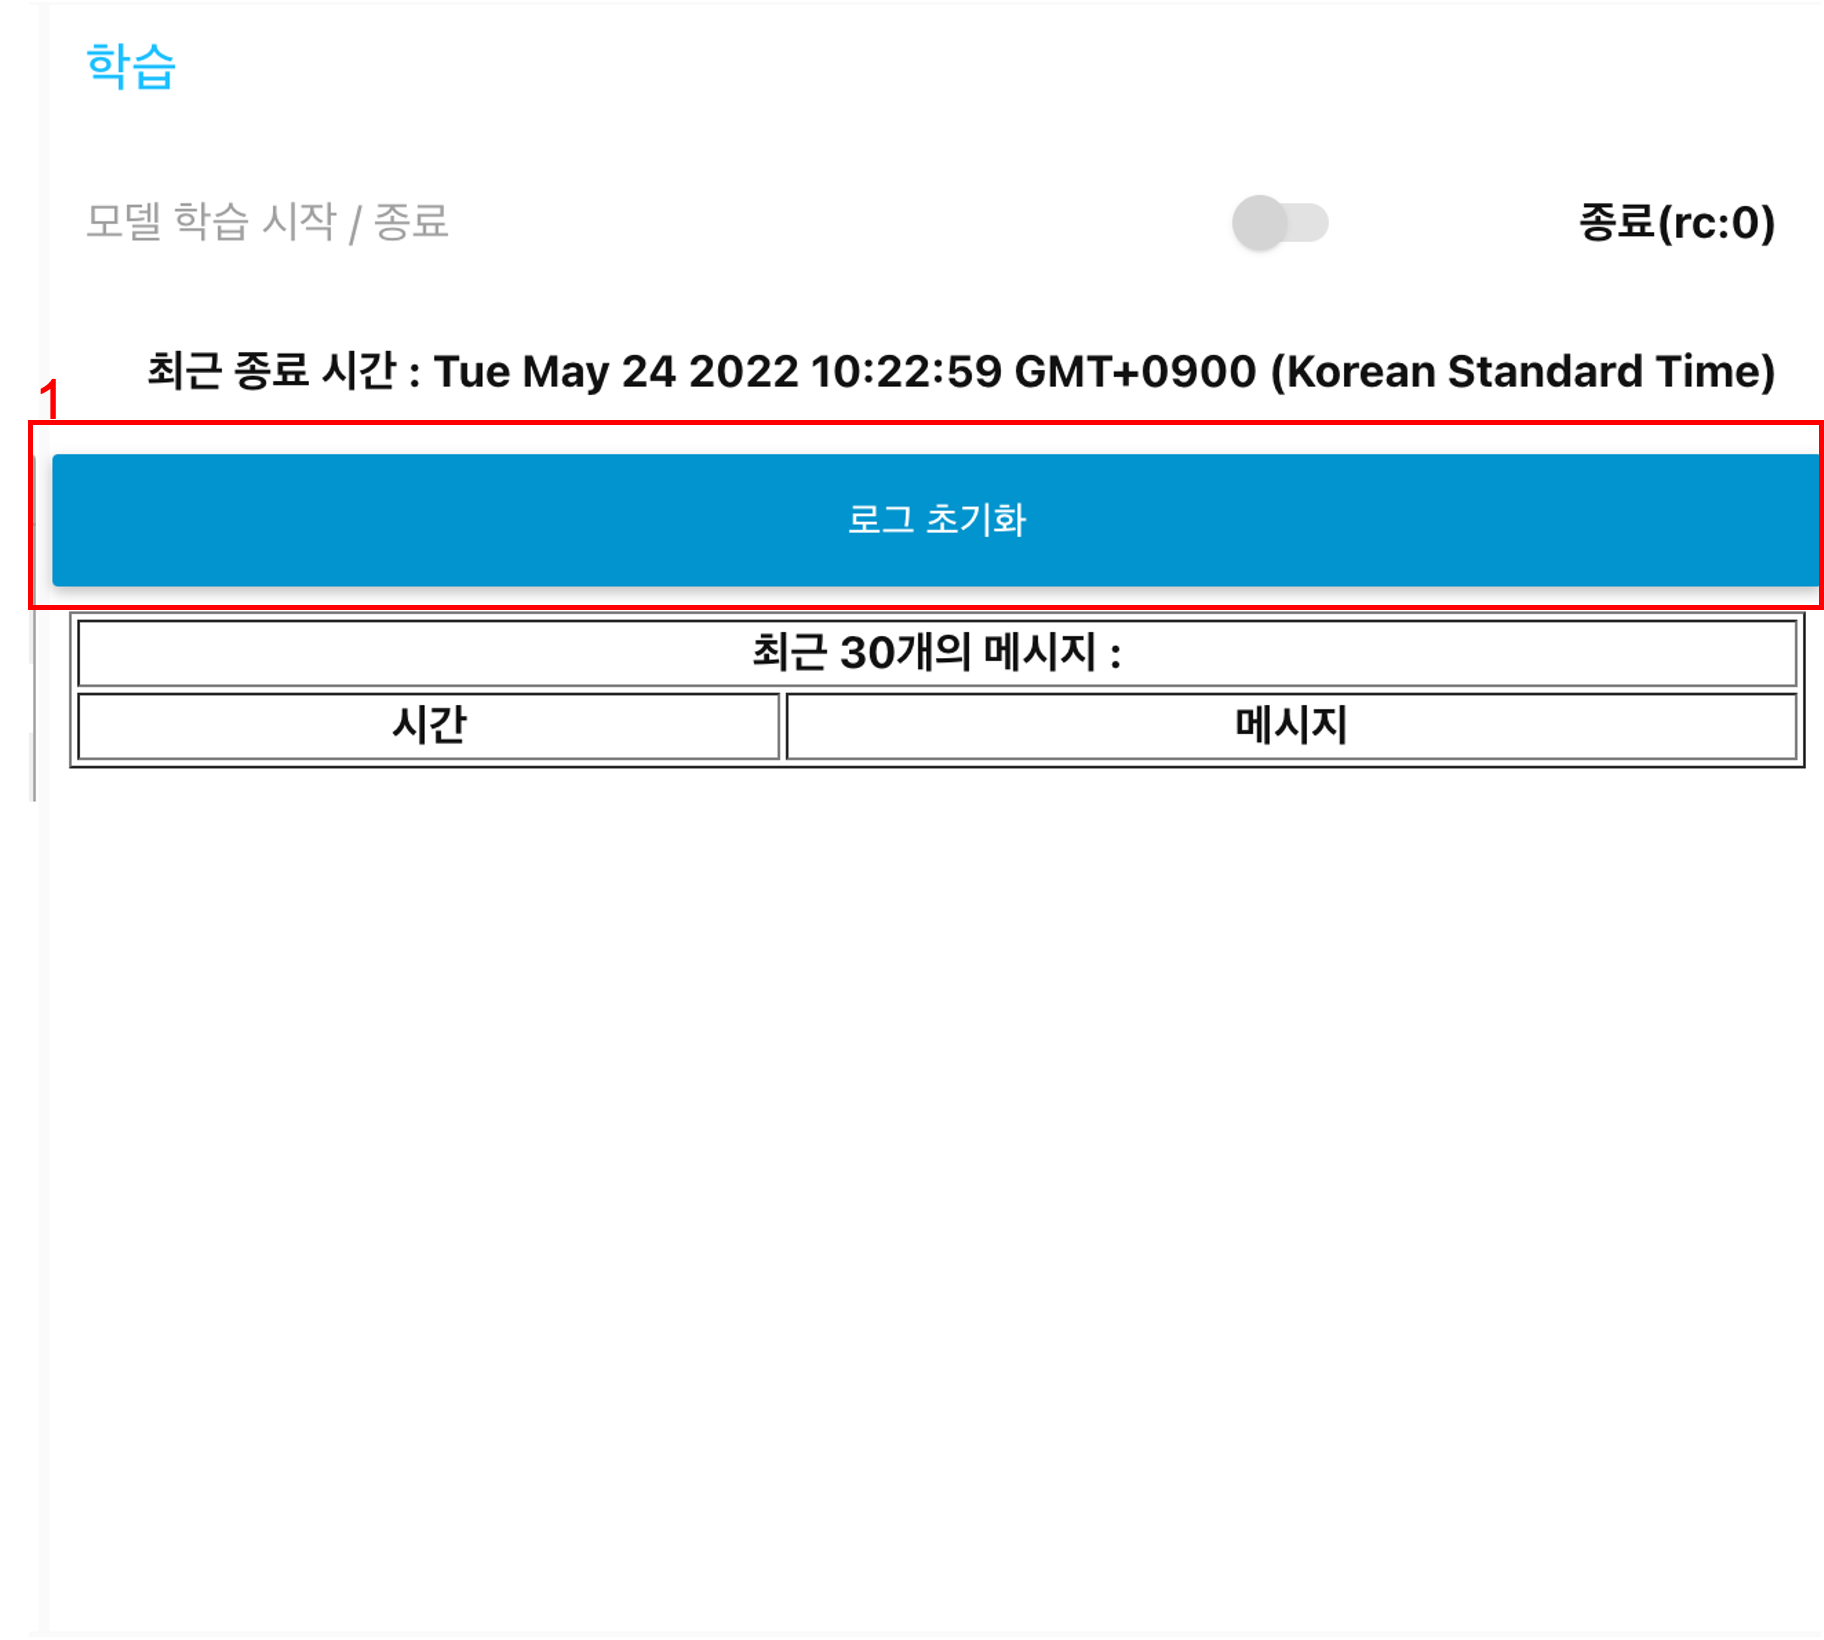 학습
모델 학습 시작 / 종료 종료(rc:0)
최근 종료 시간 : Tue May 24 2022 10:22:59 GMT+0900 (Korean Standard Time)
1
로그 초기화
최근 30개의 메시지 :
시간 메시지